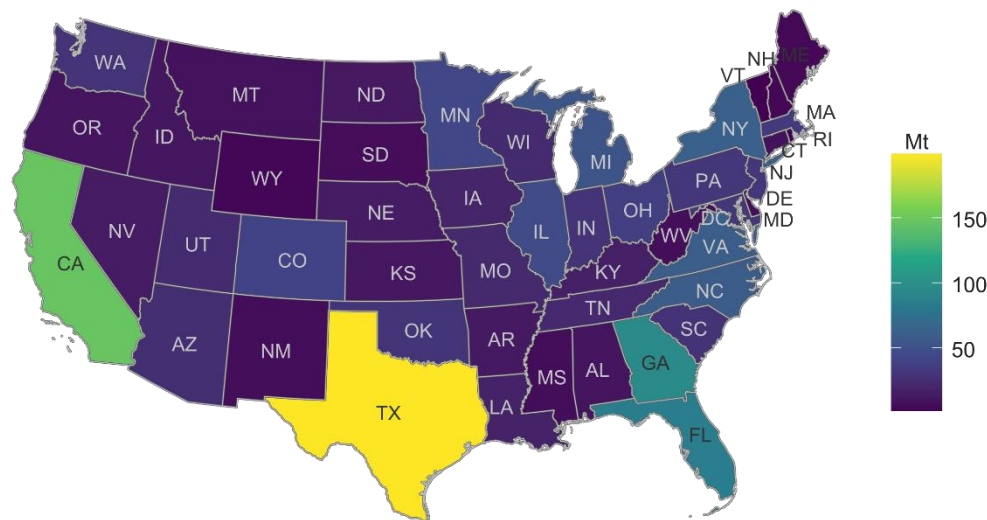 WA
MT
ND
MN
VT
NH
ME
OR
ID
SD
WI
MI
NY
MA
RI
CT
WY
IA
PA
NJ
NE
IL
IN
OH
DE
DC
MD
NV
UT
CO
KS
MO
KY
WV
VA
CA
AZ
NM
OK
AR
TN
NC
SC
TX
LA
MS
AL
GA
FL
Mt
150
100
50